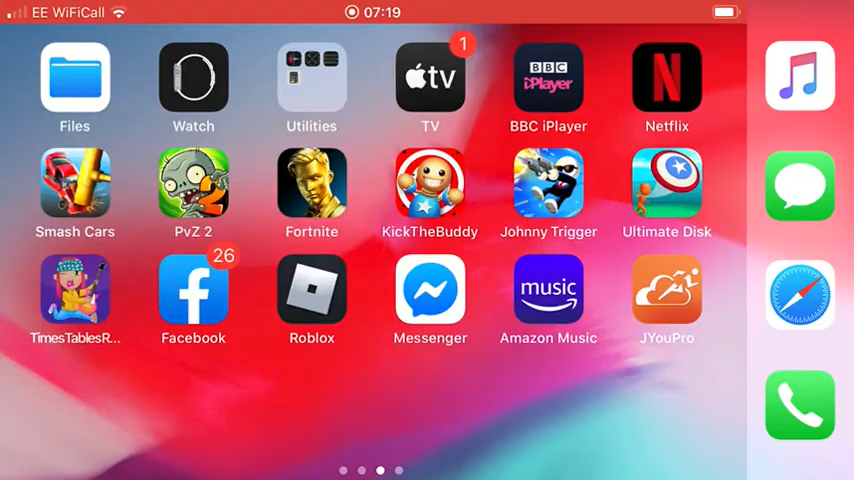 EE WiFiCall 07:19
1
tv
BBC
iPlayer
N
Files Watch Utilities TV BBC iPlayer Netflix
2
Smash Cars PvZ 2 Fortnite KickTheBuddy Johnny Trigger Ultimate Disk
26
f
music
TimesTablesR... Facebook Roblox Messenger Amazon Music JYouPro